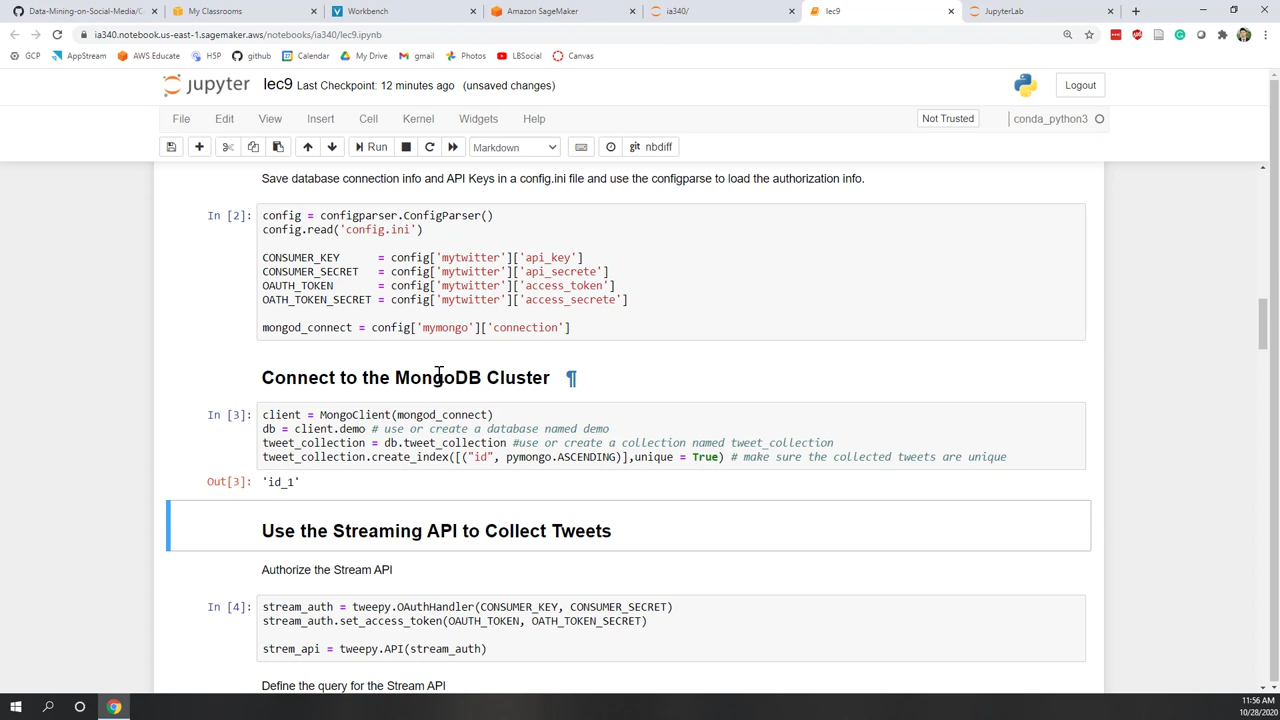 Data-Mining-on-Social-Media/C
My Classrooms
Workbench
Amazon SageMaker
ia340/
lec9
JupyterLab
ia340.notebook.us-east-1.sagemaker.aws/notebooks/ia340/lec9.ipynb
GCP
AppStream
AWS Educate
H5P
github
Calendar
Drive
gmail
Photos
LBSocial
Canvas
jupyter
lec9 Last Checkpoint: 12 minutes ago (unsaved changes)
Logout
File Edit View Insert Cell Kernel Widgets Help
Not Trusted
conda_python3
Run
Markdown
git nbdiff
Save database connection info and API Keys in a config.ini file and use the configparse to load the authorization info.
In [2]:
config = configparser.ConfigParser()
config.read('config.ini')
CONSUMER_KEY = config['mytwitter']['api_key']
CONSUMER_SECRET = config['mytwitter']['api_secrete']
OAUTH_TOKEN = config['mytwitter']['access_token']
OATH_TOKEN_SECRET = config['mytwitter']['access_secrete']
mongod_connect = config['mymongo']['connection']
Connect to the MongoDB Cluster ¶
In [3]:
client = MongoClient(mongod_connect)
db = client.demo # use or create a database named demo
tweet_collection = db.tweet_collection #use or create a collection named tweet_collection
tweet_collection.create_index([("id", pymongo.ASCENDING)],unique = True) # make sure the collected tweets are unique
Out[3]: 'id_1'
Use the Streaming API to Collect Tweets
Authorize the Stream API
In [4]:
stream_auth = tweepy.OAuthHandler(CONSUMER_KEY, CONSUMER_SECRET)
stream_auth.set_access_token(OAUTH_TOKEN, OATH_TOKEN_SECRET)
strem_api = tweepy.API(stream_auth)
Define the query for the Stream API
11:56 AM
10/28/2020